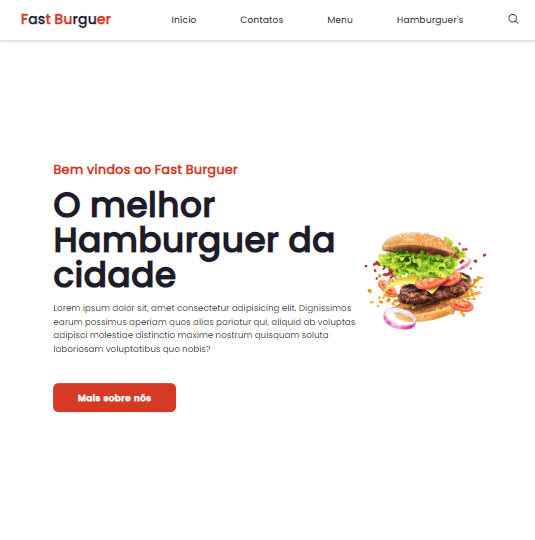 Fast Burguer
Início
Contatos
Menu
Hamburguer's
Bem vindos ao Fast Burguer
O melhor
Hamburguer da
cidade
Lorem ipsum dolor sit, amet consectetur adipisicing elit. Dignissimos
earum possimus aperiam quos alias pariatur qui, aliquid ab voluptas
adipisci molestiae distinctio maxime nostrum quisquam soluta
laboriosam voluptatibus quo nobis?
Mais sobre nós